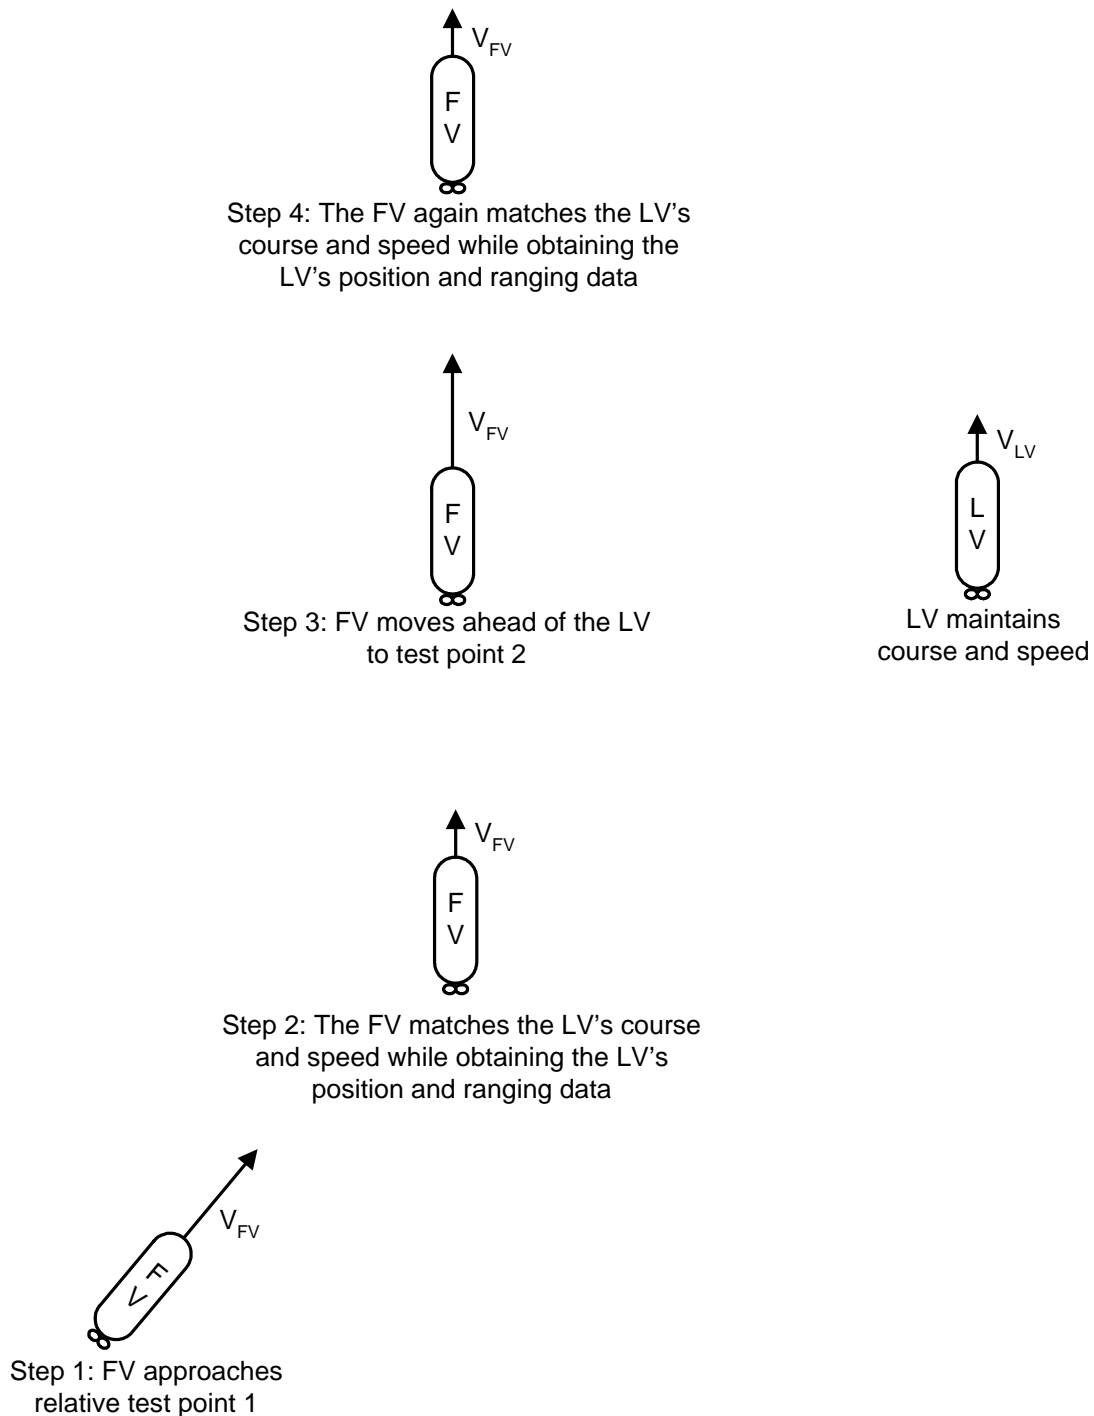 V_FV
F
V
Step 4: The FV again matches the LV's
course and speed while obtaining the
LV's position and ranging data
V_FV
F
V
Step 3: FV moves ahead of the LV
to test point 2
V_LV
L
V
LV maintains
course and speed
V_FV
F
V
Step 2: The FV matches the LV's course
and speed while obtaining the LV's
position and ranging data
V_FV
F
V
Step 1: FV approaches
relative test point 1